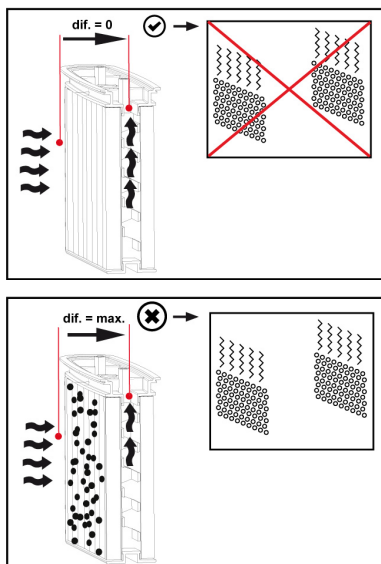 dif. = 0
dif. = max.